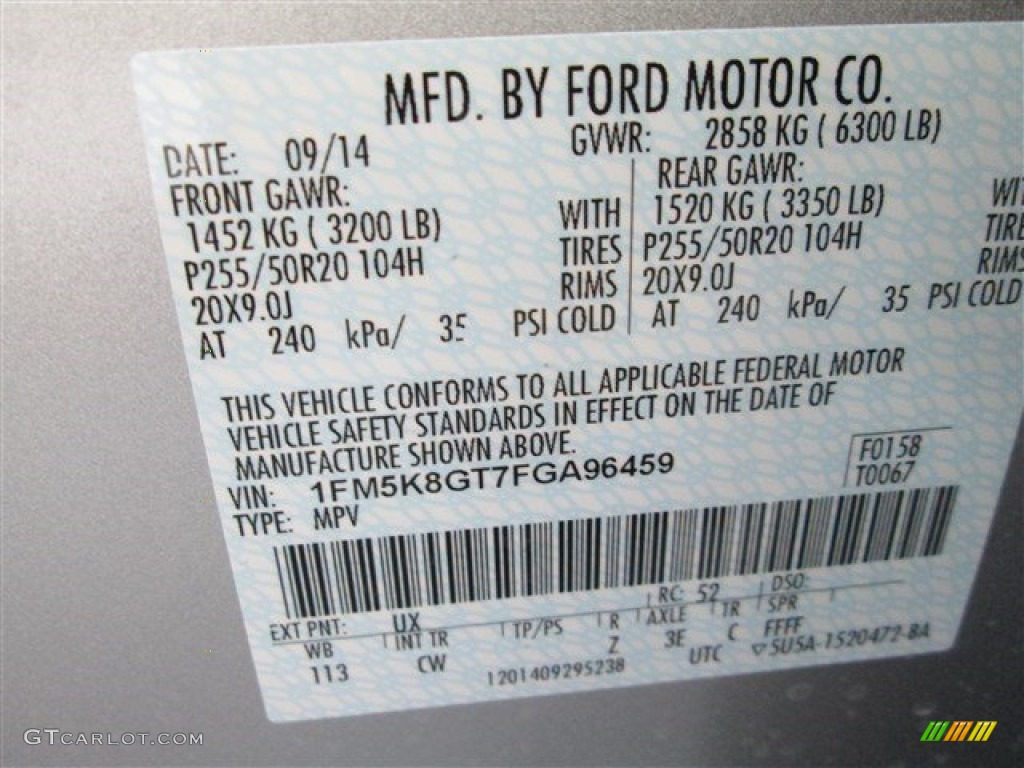 MFD. BY FORD MOTOR CO.
DATE: 09/14 GVWR: 2858 KG ( 6300 LB)
FRONT GAWR: REAR GAWR:
1452 KG ( 3200 LB) WITH 1520 KG ( 3350 LB) WIT
P255/50R20 104H TIRES P255/50R20 104H TIRE
20X9.0J RIMS 20X9.0J RIMS
AT 240 kPa/ 35 PSI COLD AT 240 kPa/ 35 PSI COLD
THIS VEHICLE CONFORMS TO ALL APPLICABLE FEDERAL MOTOR
VEHICLE SAFETY STANDARDS IN EFFECT ON THE DATE OF
MANUFACTURE SHOWN ABOVE.
VIN: 1FM5K8GT7FGA96459 F0158
TYPE: MPV T0067
EXT PNT: UX RC: 52 DSO:
WB INT TR TP/PS R AXLE TR SPR
113 CW Z 3E C FFFF
1201409295238 UTC ▽5U5A-1520472-BA
GTCARLOT.COM